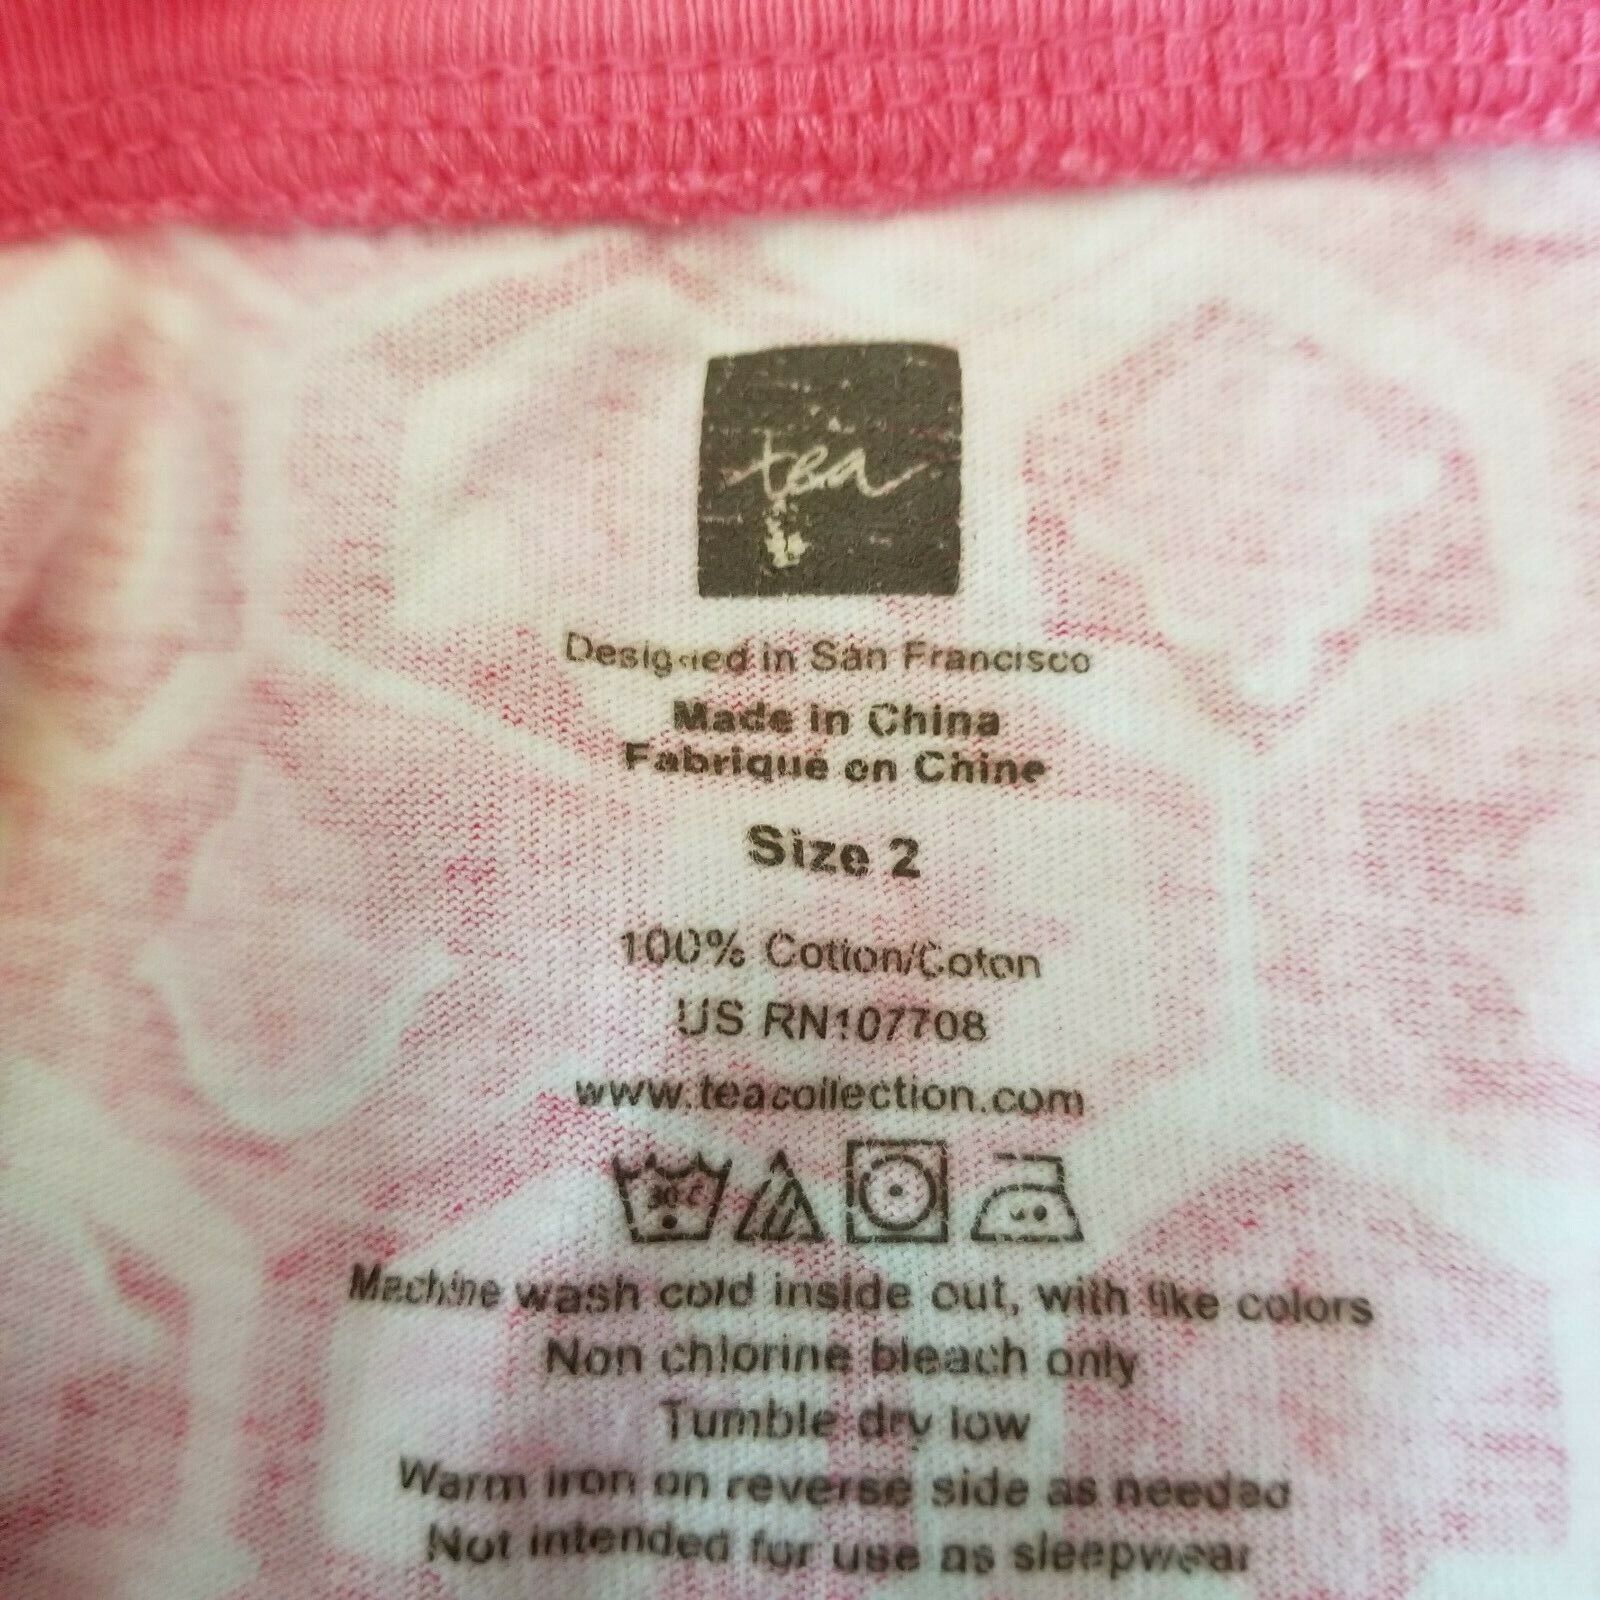 tea
Designed in San Francisco
Made in China
Fabriqué en Chine
Size 2
100% Cotton/Coton
US RN107708
www.teacollection.com
30 c
Machine wash cold inside out, with like colors
Non chlorine bleach only
Tumble dry low
Warm iron on reverse side as needed
Not intended for use as sleepwear